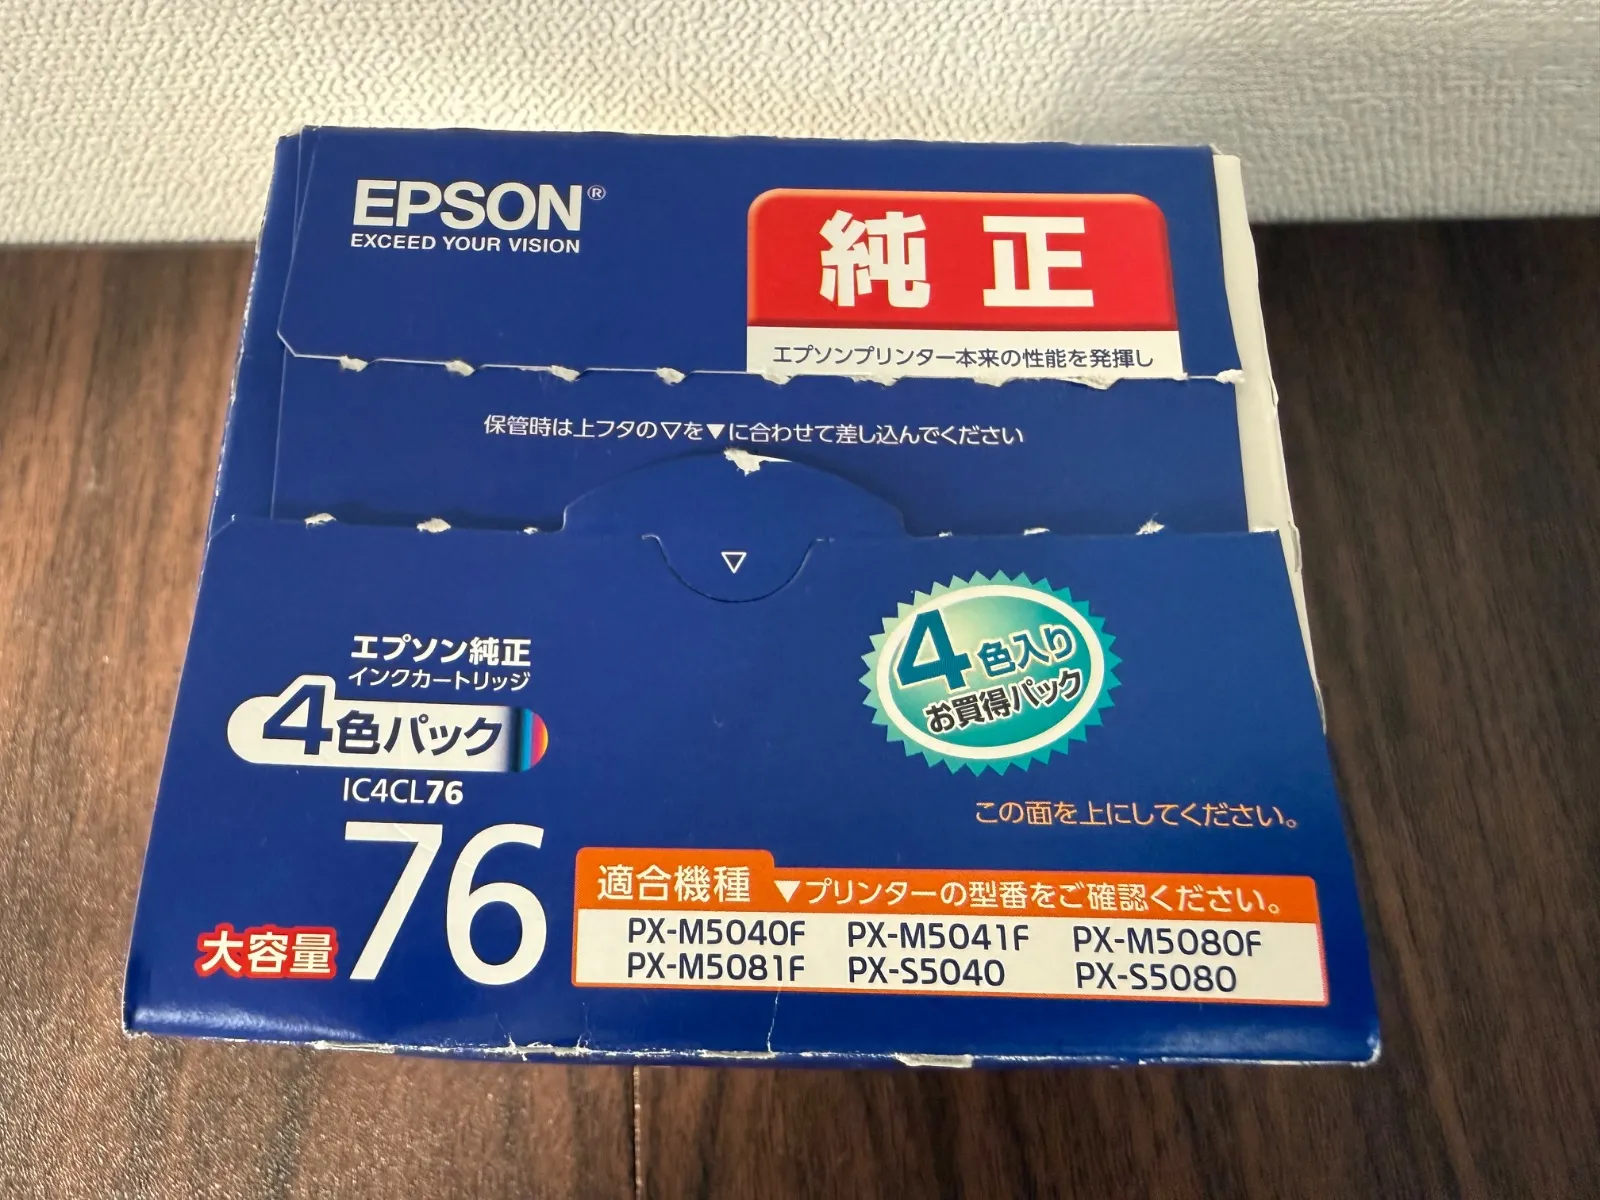 EPSON®
EXCEED YOUR VISION
純正
エプソンプリンター本来の性能を発揮し
保管時は上フタの▽を▼に合わせて差し込んでください
▽
エプソン純正
インクカートリッジ
4色パック
IC4CL76
大容量 76
4色入り
お買得パック
この面を上にしてください。
適合機種 ▼プリンターの型番をご確認ください。
PX-M5040F PX-M5041F PX-M5080F
PX-M5081F PX-S5040 PX-S5080